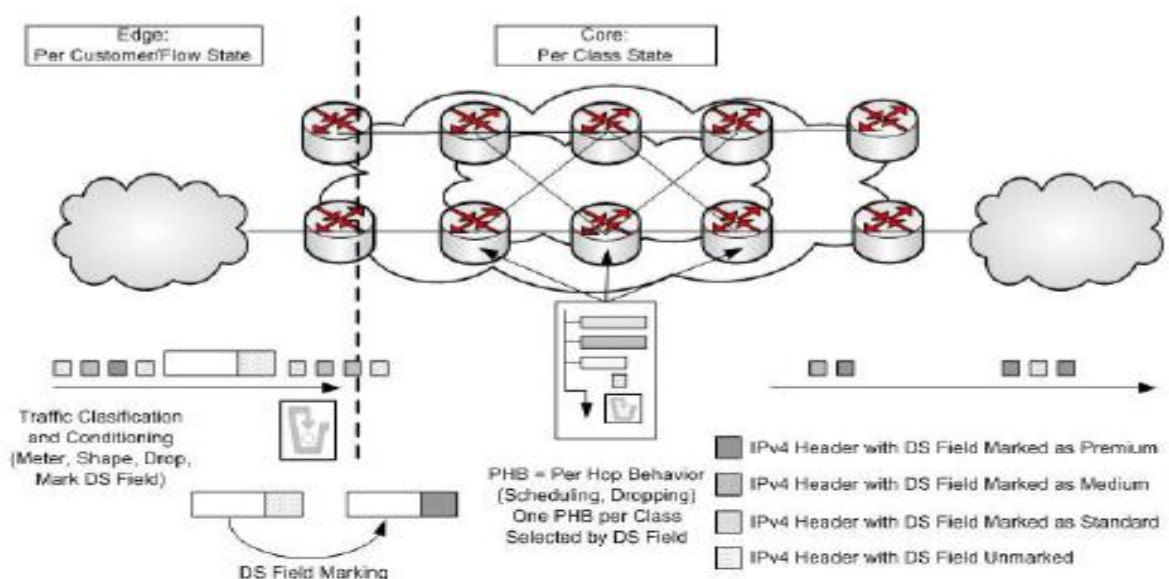 Edge:
Per Customer/Flow State
Core:
Per Class State
Traffic Clasification
and Conditioning
(Meter, Shape, Drop,
Mark DS Field)
DS Field Marking
PHB = Per Hop Behavior
(Scheduling, Dropping)
One PHB per Class
Selected by DS Field
IPv4 Header with DS Field Marked as Premium
IPv4 Header with DS Field Marked as Medium
IPv4 Header with DS Field Marked as Standard
IPv4 Header with DS Field Unmarked